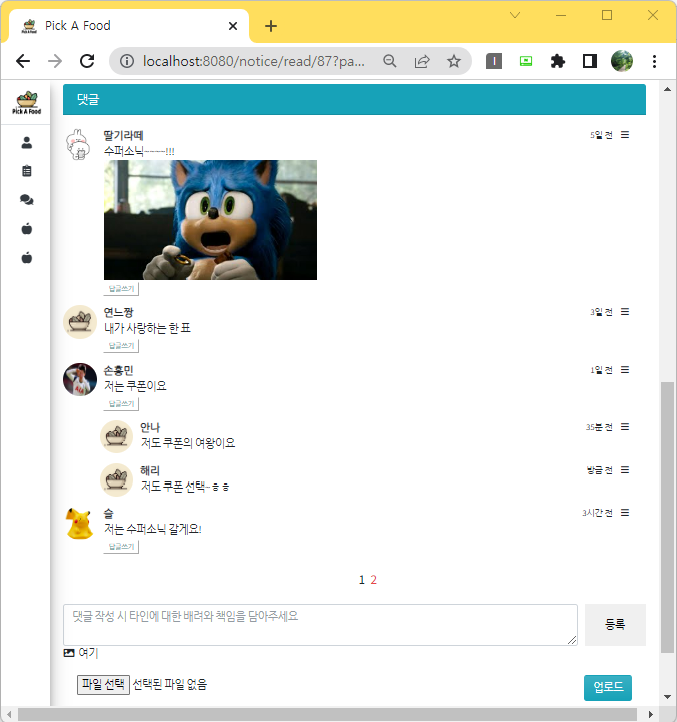 Pick A Food
localhost:8080/notice/read/87?pa...
Pick A Food
댓글
딸기라떼
5일 전
수퍼소닉~~~~!!!
답글쓰기
연느짱
3일 전
내가 사랑하는 한 표
답글쓰기
손흥민
1일 전
저는 쿠폰이요
답글쓰기
안나
35분 전
저도 쿠폰의 여왕이요
해리
방금 전
저도 쿠폰 선택~ㅎㅎ
슬
3시간 전
저는 수퍼소닉 갈게요!
답글쓰기
1 2
댓글 작성 시 타인에 대한 배려와 책임을 담아주세요
등록
여기
파일 선택 선택된 파일 없음
업로드